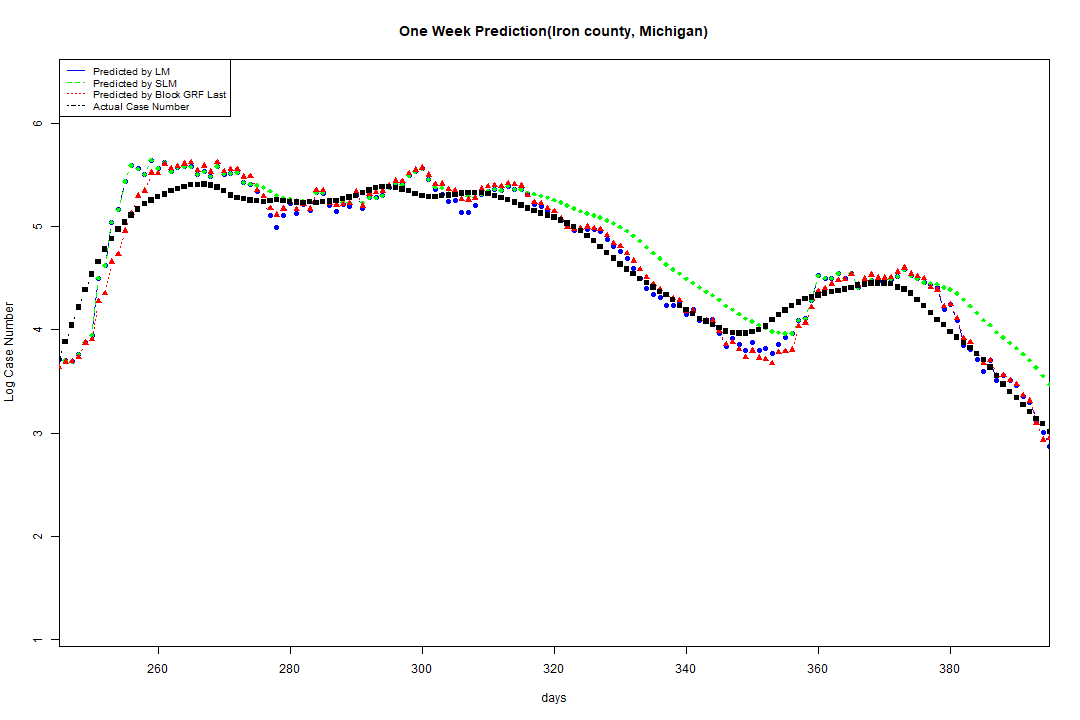 One Week Prediction(Iron county, Michigan)
Predicted by LM
Predicted by SLM
Predicted by Block GRF Last
Actual Case Number
6
5
4
3
2
1
Log Case Number
260 280 300 320 340 360 380
days